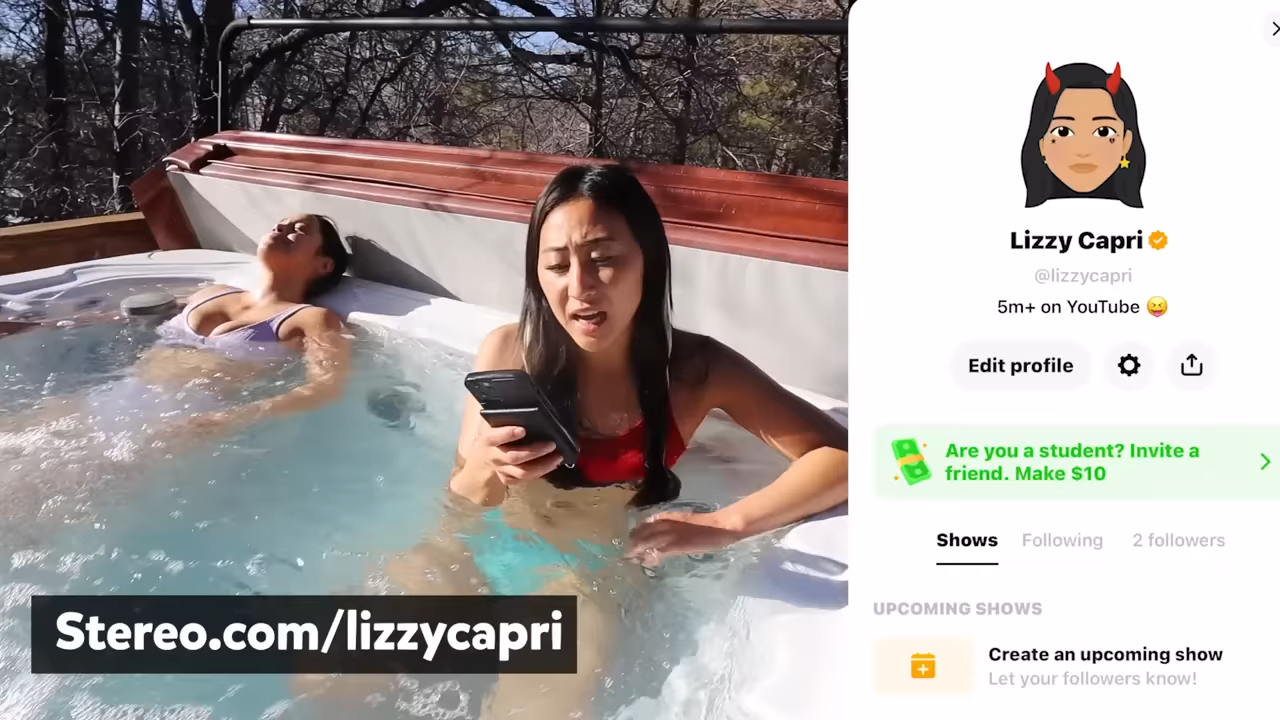 Stereo.com/lizzycapri
Lizzy Capri
@lizzycapri
5m+ on YouTube 😝
Edit profile
Are you a student? Invite a
friend. Make $10
Shows Following 2 followers
UPCOMING SHOWS
Create an upcoming show
Let your followers know!